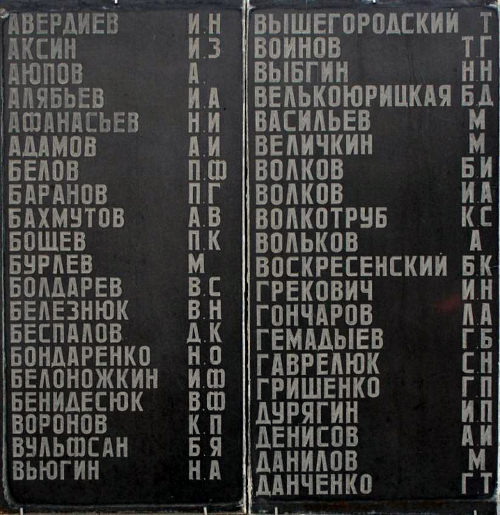 АВЕРДИЕВ И.Н
АКСИН И.З
АЮПОВ А.
АЛЯБЬЕВ И.А
АФАНАСЬЕВ Н.И
АДАМОВ А.И
БЕЛОВ П.Ф
БАРАНОВ П.Г
БАХМУТОВ А.В
БОЩЕВ П.К
БУРЛЕВ М
БОЛДАРЕВ В.С
БЕЛЕЗНЮК В.Н
БЕСПАЛОВ Д.К
БОНДАРЕНКО Н.О
БЕЛОНОЖКИН И.Ф
БЕНИДЕСЮК В.Ф
ВОРОНОВ К.П
ВУЛЬФСАН Б.Я
ВЬЮГИН Н.А
ВЫШЕГОРОДСКИЙ Т
ВОИНОВ Т.Г
ВЫБГИН Н.Н
ВЕЛЬКОЮРИЦКАЯ Б.Д
ВАСИЛЬЕВ М
ВЕЛИЧКИН М
ВОЛКОВ Б.И
ВОЛКОВ И.А
ВОЛКОТРУБ К.С
ВОЛЬКОВ А
ВОСКРЕСЕНСКИЙ Б.К
ГРЕКОВИЧ И.Н
ГОНЧАРОВ Л.А
ГЕМАДЫЕВ Г.Б
ГАВРЕЛЮК С.Н
ГРИШЕНКО Г.П
ДУРЯГИН И.П
ДЕНИСОВ А.И
ДАНИЛОВ М
ДАНЧЕНКО Г.Т